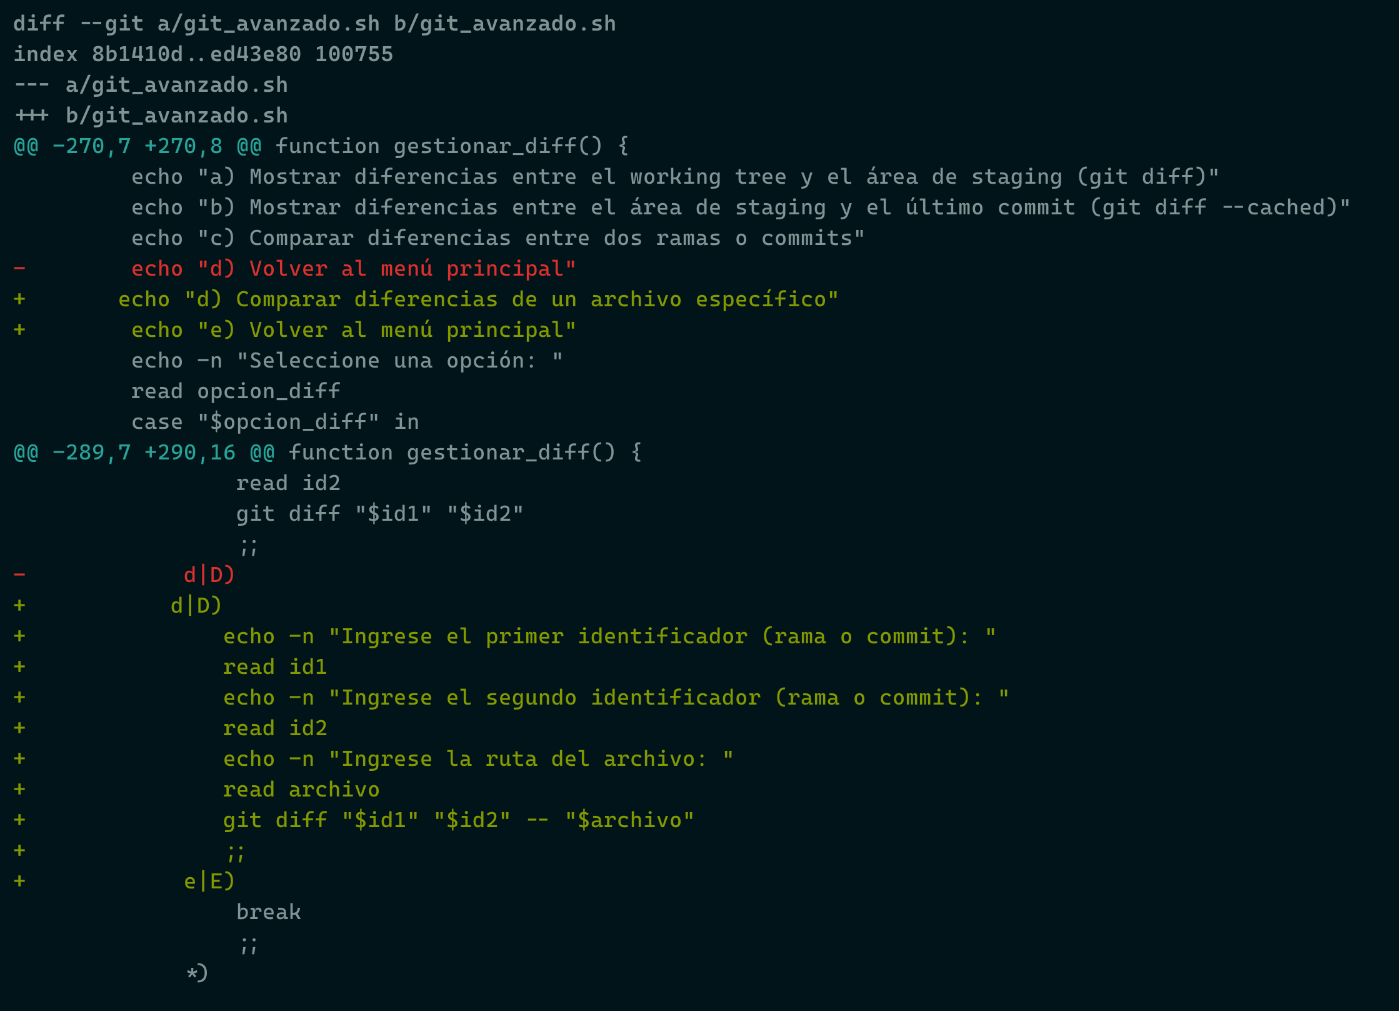 diff --git a/git_avanzado.sh b/git_avanzado.sh
index 8b1410d..ed43e80 100755
--- a/git_avanzado.sh
+++ b/git_avanzado.sh
@@ -270,7 +270,8 @@ function gestionar_diff() {
         echo "a) Mostrar diferencias entre el working tree y el área de staging (git diff)"
         echo "b) Mostrar diferencias entre el área de staging y el último commit (git diff --cached)"
         echo "c) Comparar diferencias entre dos ramas o commits"
-        echo "d) Volver al menú principal"
+       echo "d) Comparar diferencias de un archivo específico"
+        echo "e) Volver al menú principal"
         echo -n "Seleccione una opción: "
         read opcion_diff
         case "$opcion_diff" in
@@ -289,7 +290,16 @@ function gestionar_diff() {
                 read id2
                 git diff "$id1" "$id2"
                 ;;
-            d|D)
+           d|D)
+               echo -n "Ingrese el primer identificador (rama o commit): "
+               read id1
+               echo -n "Ingrese el segundo identificador (rama o commit): "
+               read id2
+               echo -n "Ingrese la ruta del archivo: "
+               read archivo
+               git diff "$id1" "$id2" -- "$archivo"
+               ;;
+            e|E)
                 break
                 ;;
             *)